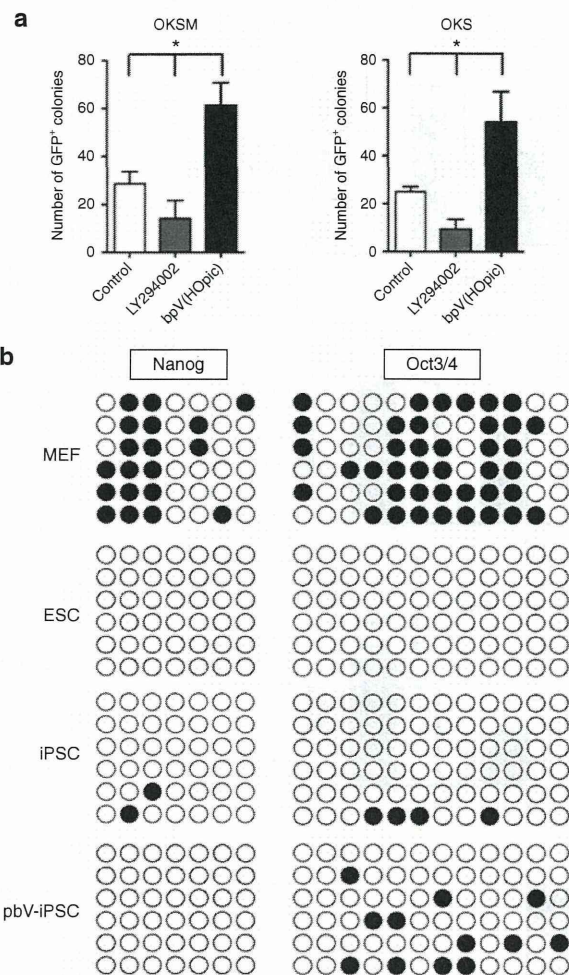 a
OKSM
*
Number of GFP+ colonies
80
60
40
20
0
Control
LY294002
bpV(HOpic)
OKS
*
Number of GFP+ colonies
80
60
40
20
0
Control
LY294002
bpV(HOpic)
b
Nanog
Oct3/4
MEF
ESC
iPSC
pbV-iPSC